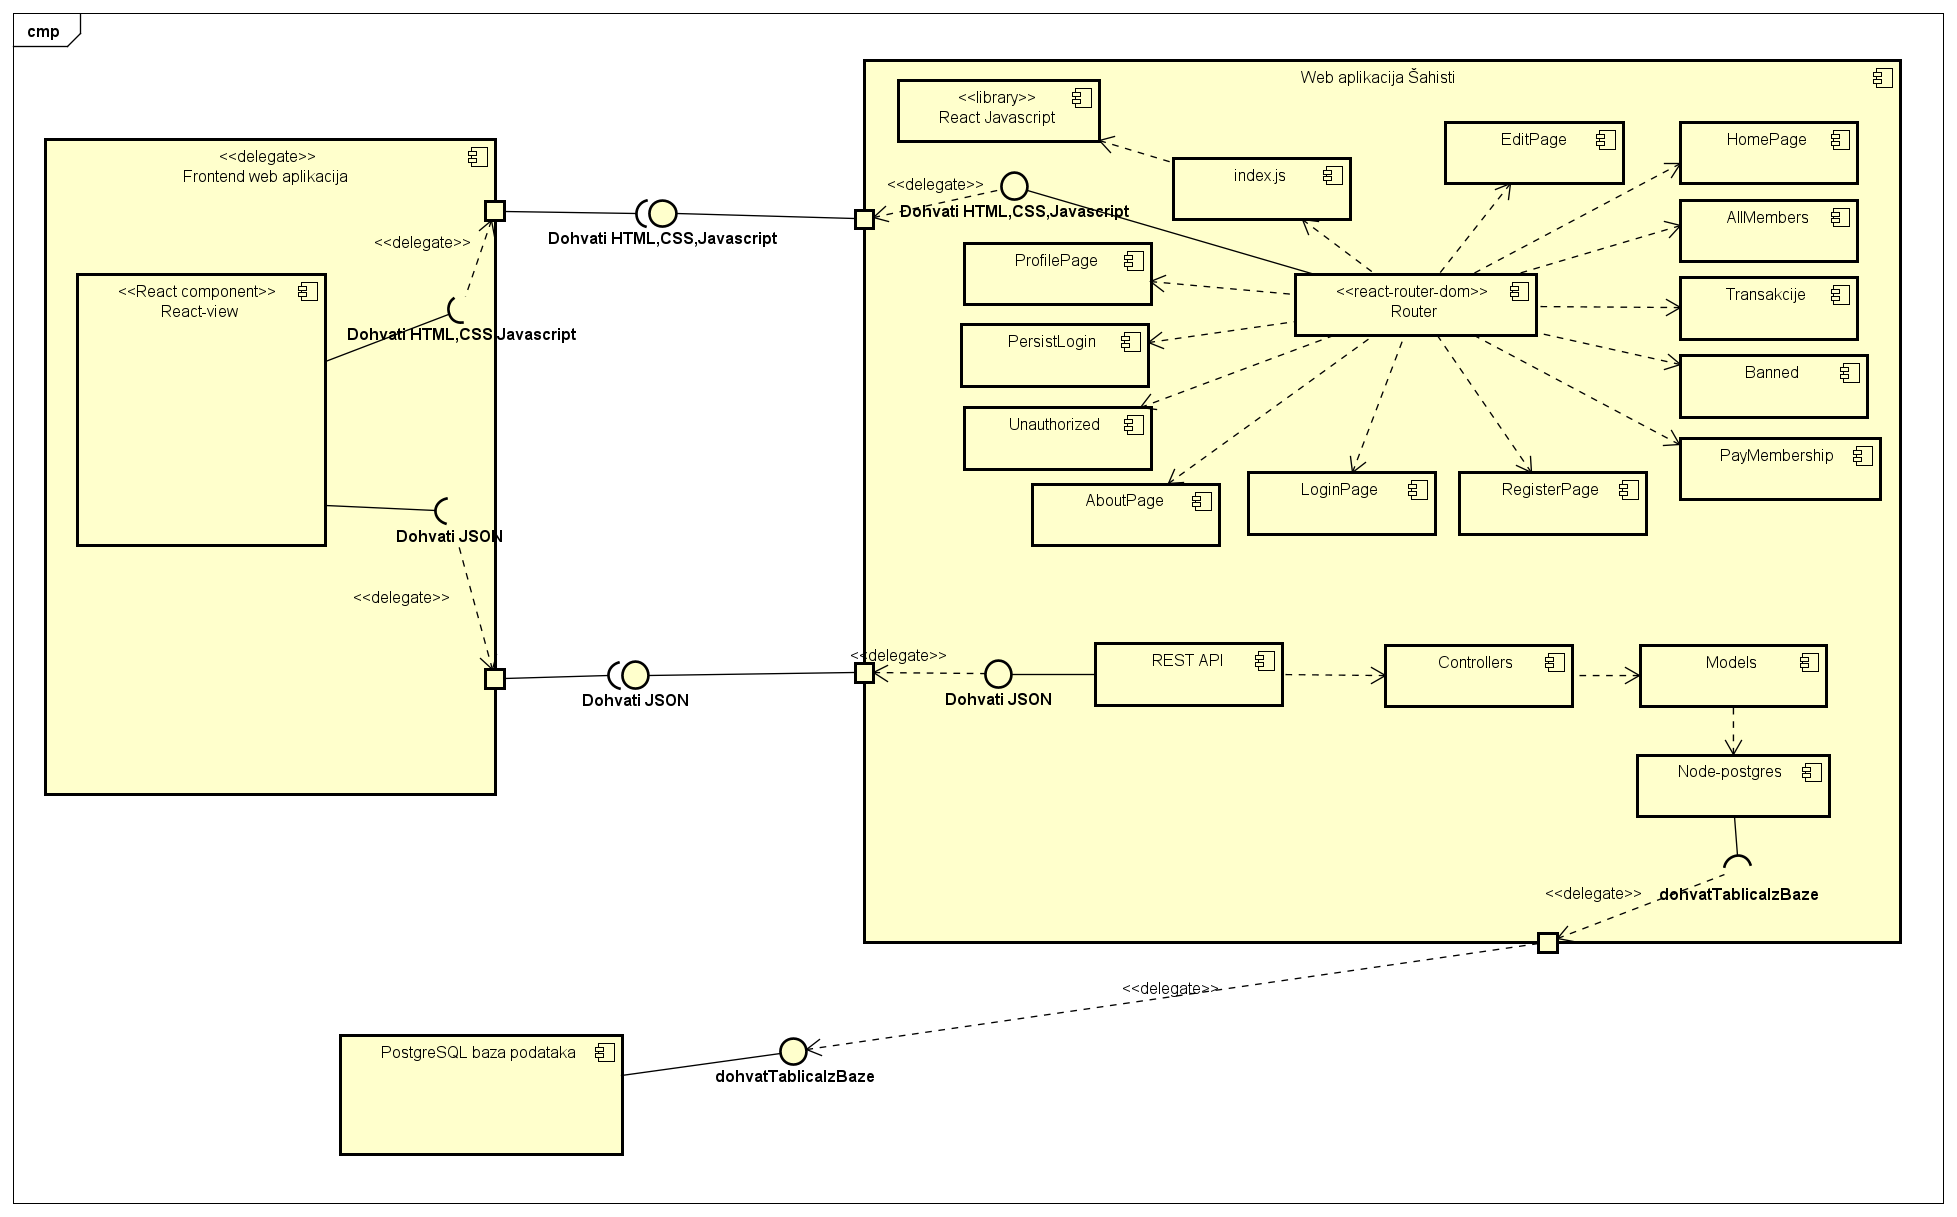 cmp
Web aplikacija Šahisti
<<library>>
React Javascript
EditPage
HomePage
<<delegate>>
Frontend web aplikacija
index.js
<<delegate>>
Dohvati HTML,CSS,Javascript
AllMembers
Dohvati HTML,CSS,Javascript
<<delegate>>
ProfilePage
<<React component>>
React-view
<<react-router-dom>>
Router
Transakcije
Dohvati HTML,CSS,Javascript
PersistLogin
Banned
Unauthorized
PayMembership
AboutPage
LoginPage
RegisterPage
Dohvati JSON
<<delegate>>
<<delegate>>
REST API
Controllers
Models
Dohvati JSON
Dohvati JSON
Node-postgres
<<delegate>>
dohvatTablicaIzBaze
<<delegate>>
PostgreSQL baza podataka
dohvatTablicaIzBaze